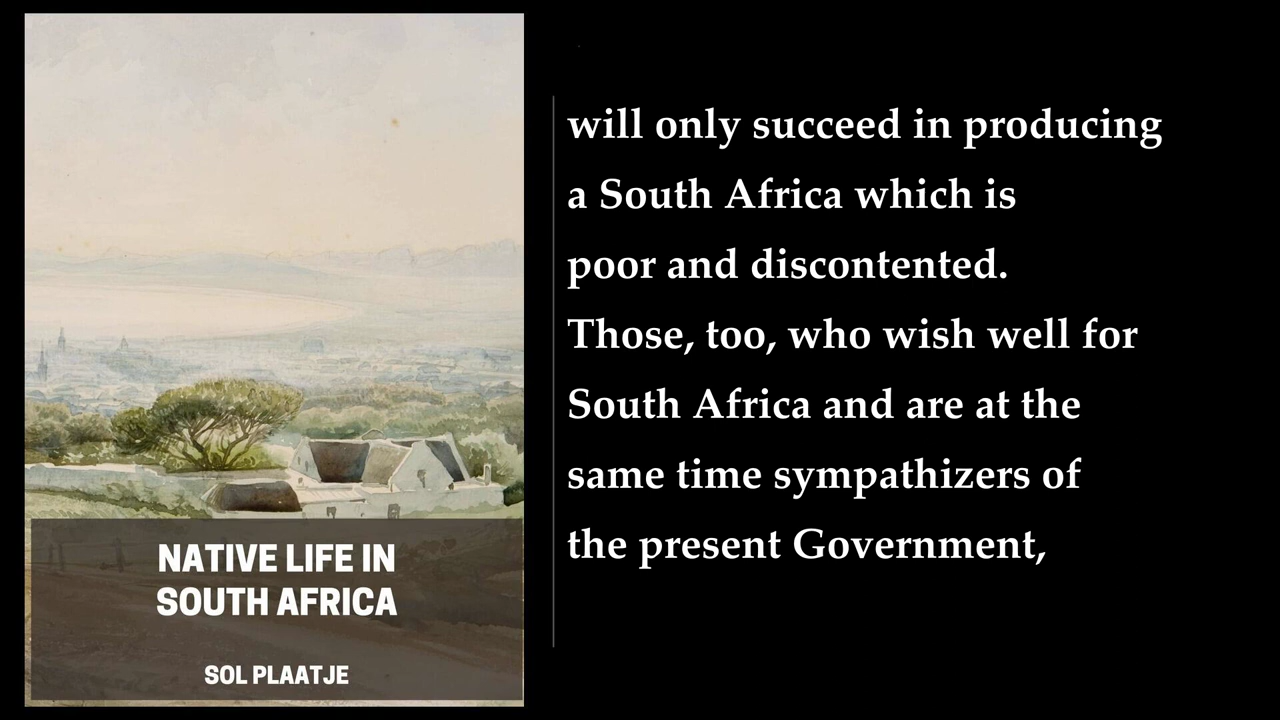 NATIVE LIFE IN
SOUTH AFRICA
SOL PLAATJE
will only succeed in producing
a South Africa which is
poor and discontented.
Those, too, who wish well for
South Africa and are at the
same time sympathizers of
the present Government,